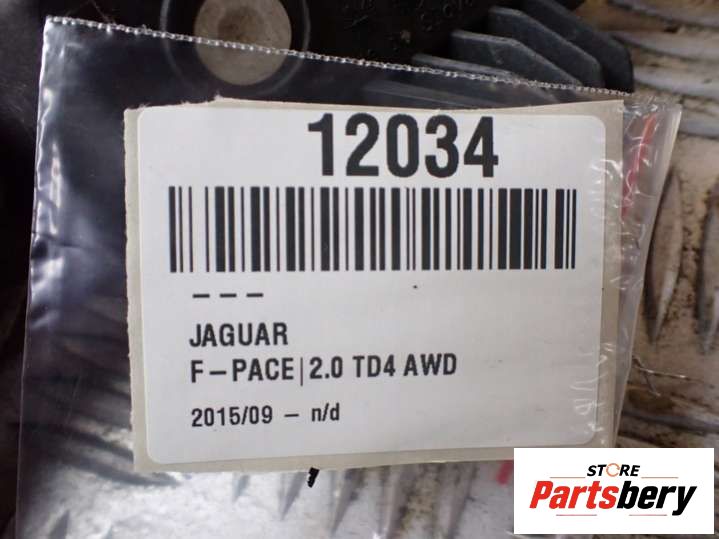 12034
– – –
JAGUAR
F-PACE|2.0 TD4 AWD
2015/09 - n/d
STORE
Partsbery